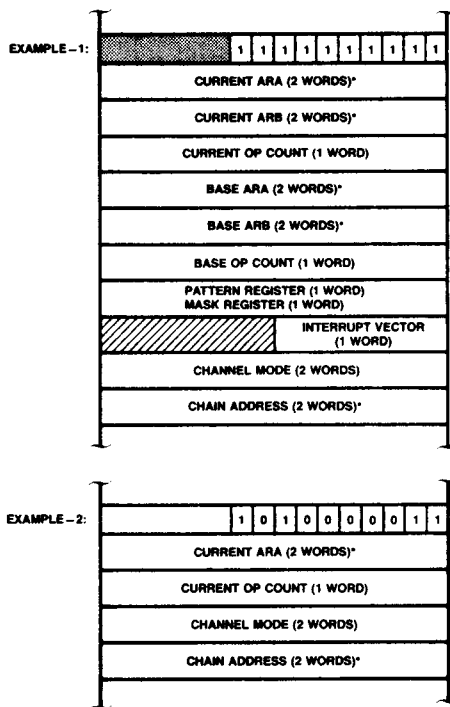 EXAMPLE–1: 1 1 1 1 1 1 1 1 1 1
CURRENT ARA (2 WORDS)*
CURRENT ARB (2 WORDS)*
CURRENT OP COUNT (1 WORD)
BASE ARA (2 WORDS)*
BASE ARB (2 WORDS)*
BASE OP COUNT (1 WORD)
PATTERN REGISTER (1 WORD)
MASK REGISTER (1 WORD)
INTERRUPT VECTOR
(1 WORD)
CHANNEL MODE (2 WORDS)
CHAIN ADDRESS (2 WORDS)*
EXAMPLE–2: 1 0 1 0 0 0 0 0 1 1
CURRENT ARA (2 WORDS)*
CURRENT OP COUNT (1 WORD)
CHANNEL MODE (2 WORDS)
CHAIN ADDRESS (2 WORDS)*